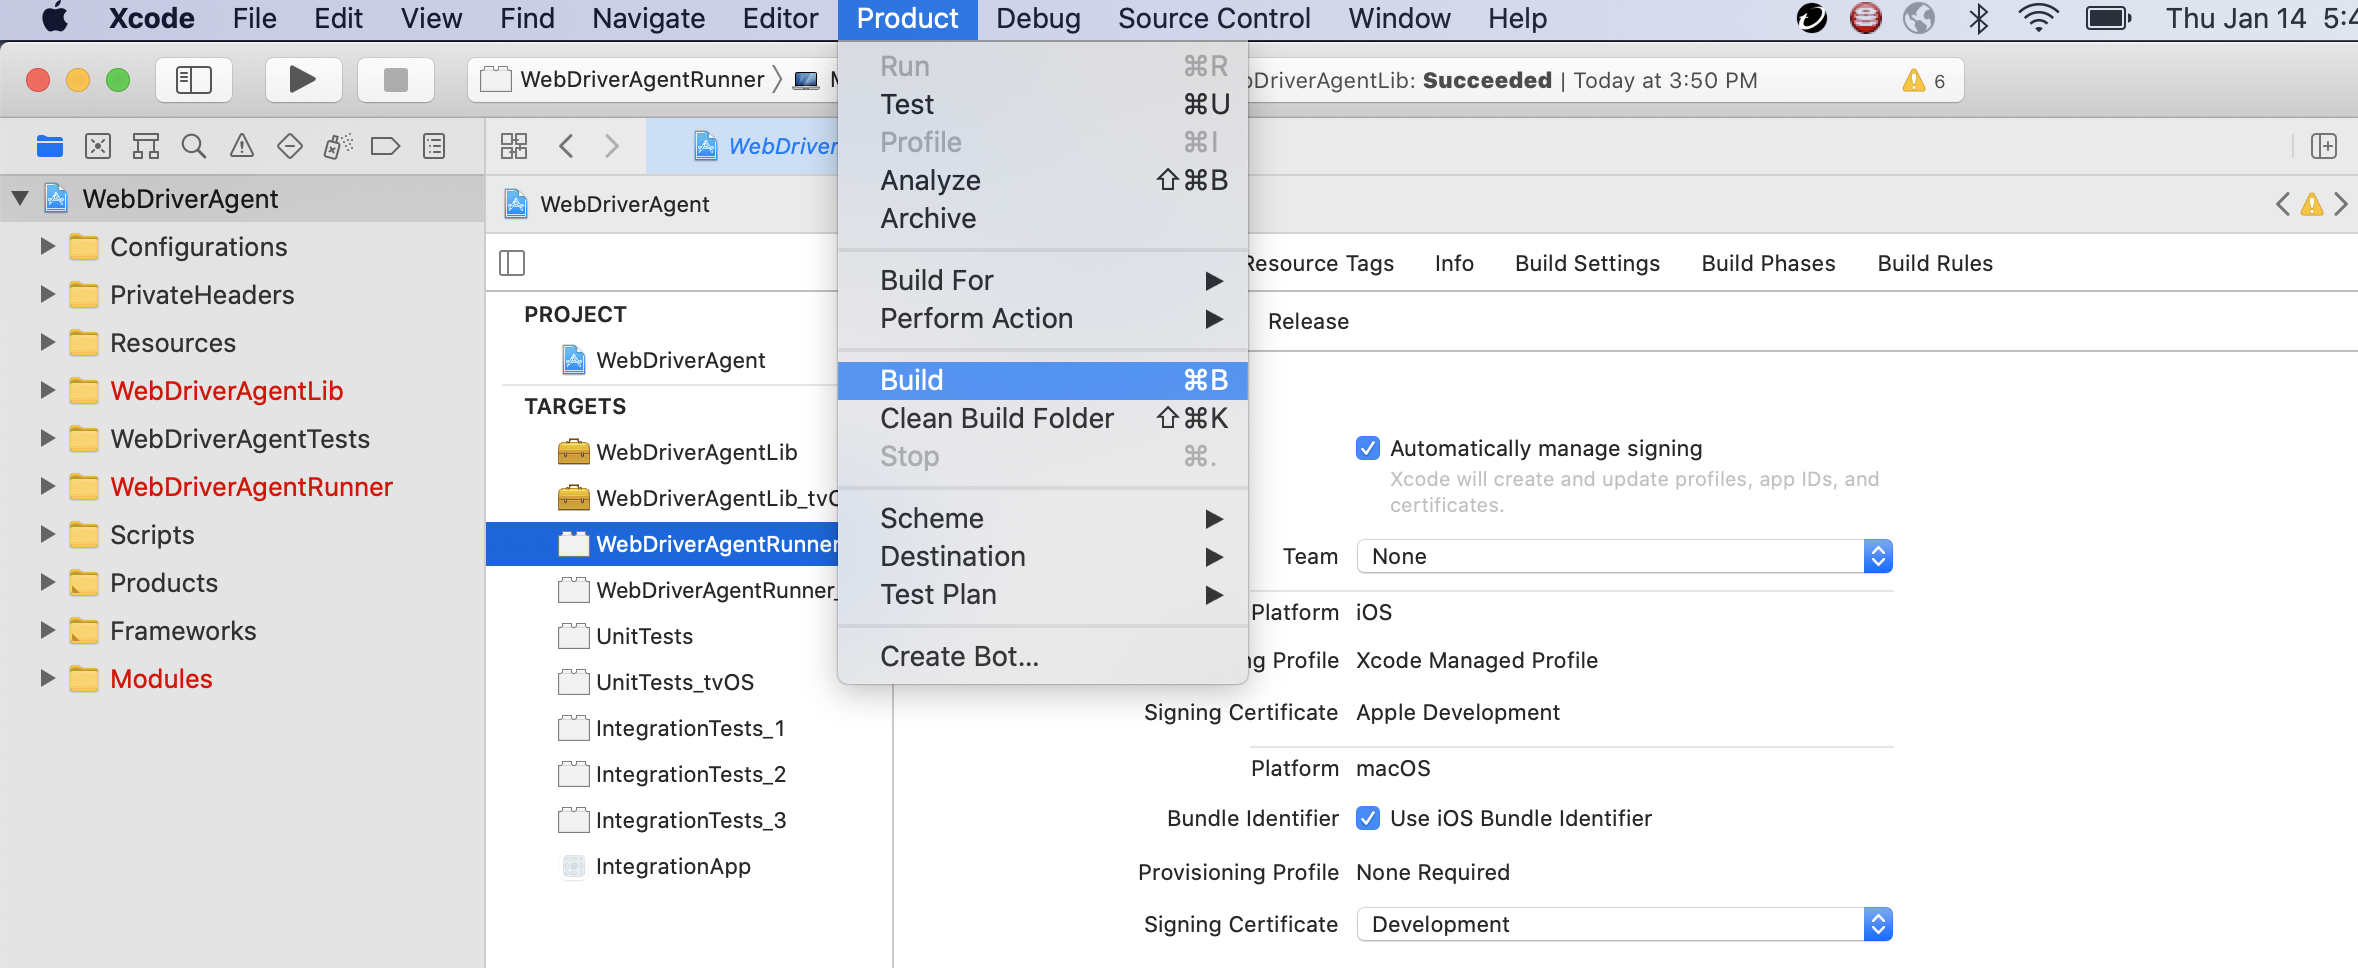 Xcode File Edit View Find Navigate Editor Product Debug Source Control Window Help Thu Jan 14
WebDriverAgentRunner
DriverAgentLib: Succeeded | Today at 3:50 PM
6
WebDriverAgent
Configurations
PrivateHeaders
Resources
WebDriverAgentLib
WebDriverAgentTests
WebDriverAgentRunner
Scripts
Products
Frameworks
Modules
WebDriver
WebDriverAgent
PROJECT
WebDriverAgent
TARGETS
WebDriverAgentLib
WebDriverAgentLib_tv
WebDriverAgentRunner
WebDriverAgentRunner_
UnitTests
UnitTests_tvOS
IntegrationTests_1
IntegrationTests_2
IntegrationTests_3
IntegrationApp
Run ⌘R
Test ⌘U
Profile ⌘I
Analyze ⇧⌘B
Archive
Build For
Perform Action
Build ⌘B
Clean Build Folder ⇧⌘K
Stop ⌘.
Scheme
Destination
Test Plan
Create Bot...
Resource Tags Info Build Settings Build Phases Build Rules
Release
Automatically manage signing
Xcode will create and update profiles, app IDs, and
certificates.
Team None
Platform iOS
Profile Xcode Managed Profile
Signing Certificate Apple Development
Platform macOS
Bundle Identifier Use iOS Bundle Identifier
Provisioning Profile None Required
Signing Certificate Development